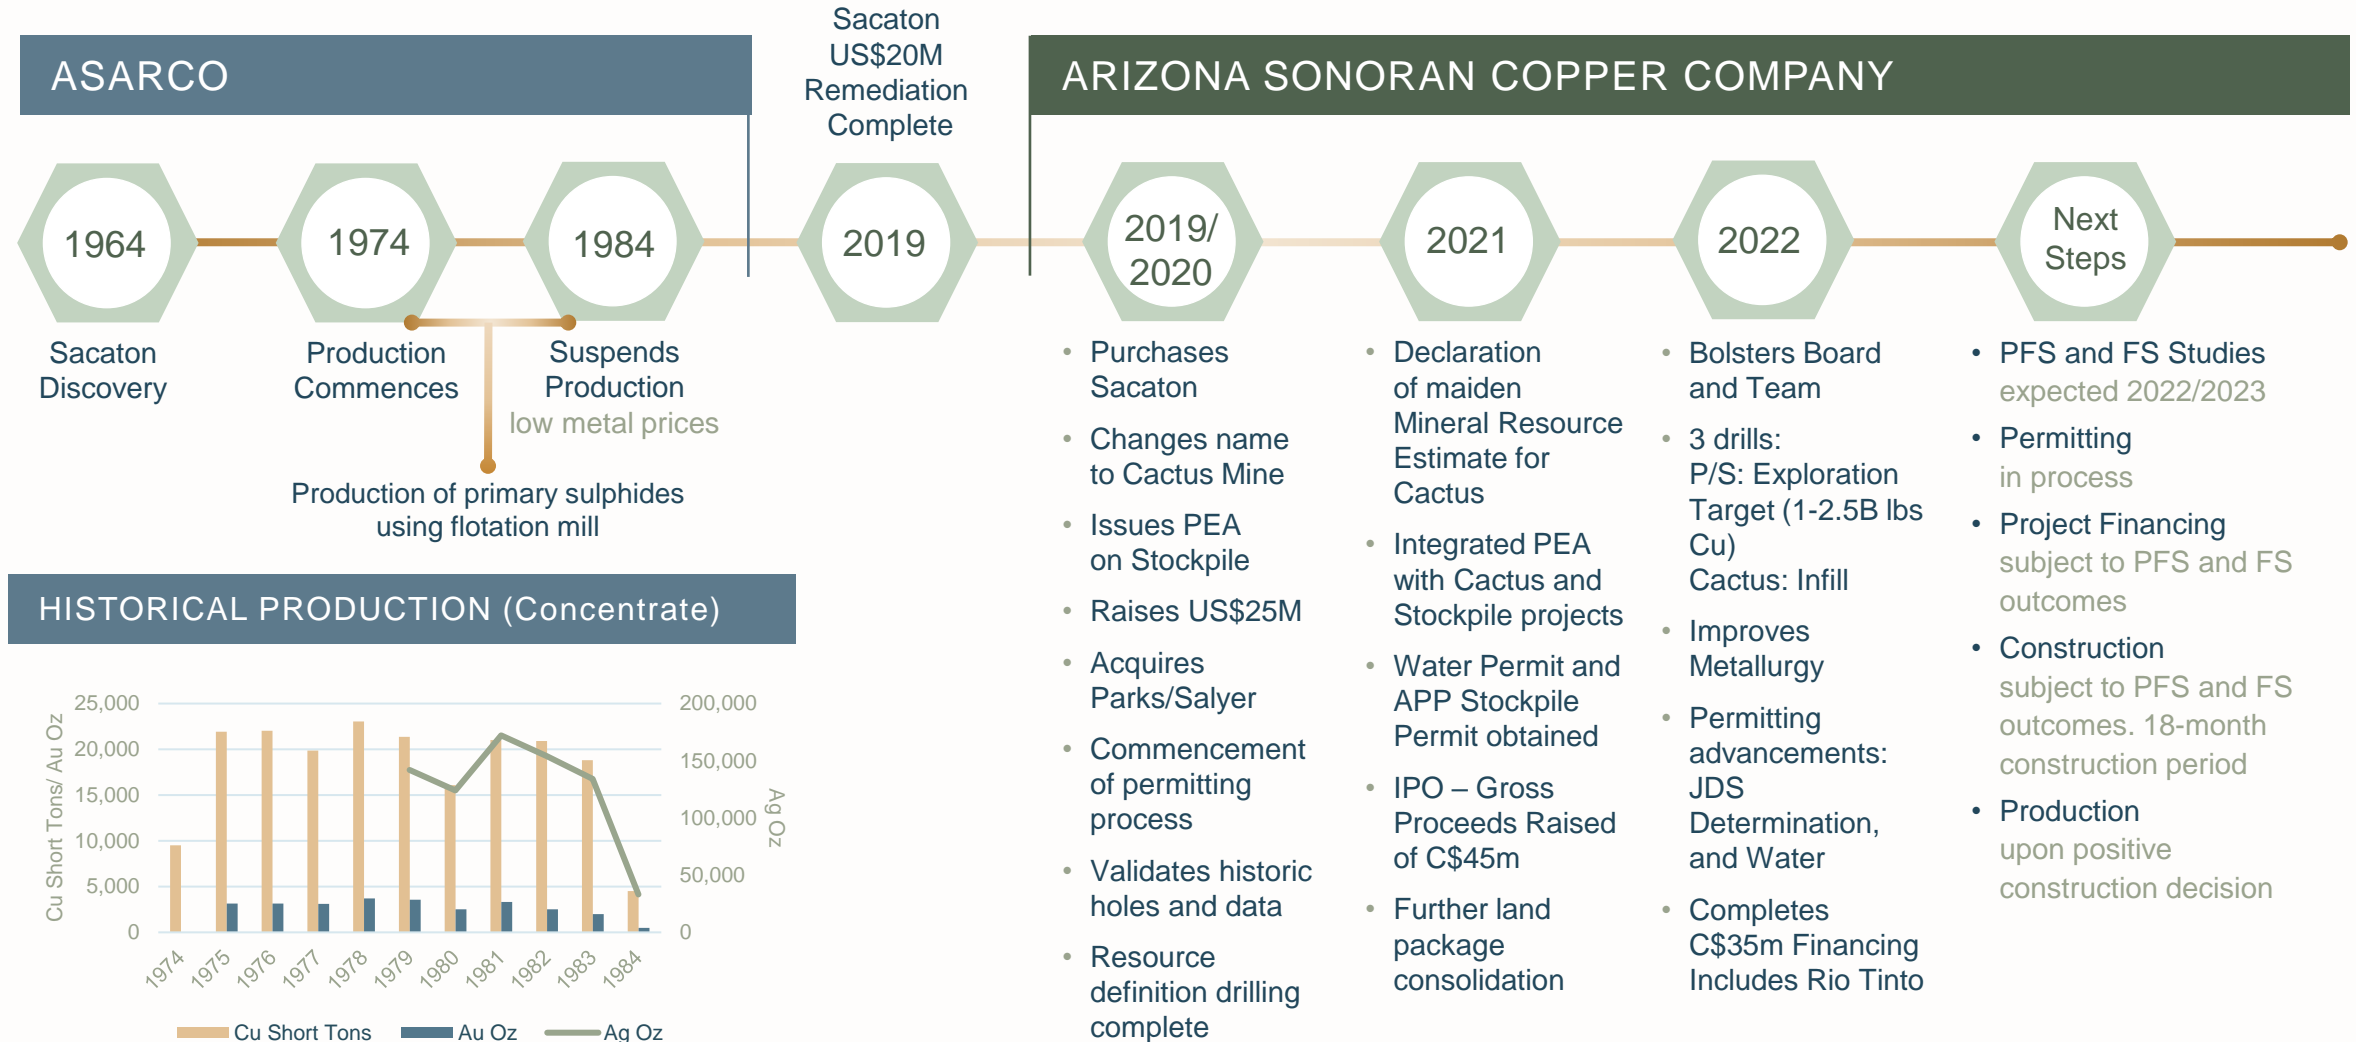 Sacaton
US$20M
Remediation
Complete
ASARCO
ARIZONA SONORAN COPPER COMPANY
1964
1974
1984
2019
2019/
2020
2021
2022
Next
Steps
Sacaton
Discovery
Production
Commences
Suspends
Production
low metal prices
Production of primary sulphides
using flotation mill
HISTORICAL PRODUCTION (Concentrate)
Cu Short Tons/ Au Oz
25,000
20,000
15,000
10,000
5,000
0
200,000
150,000
100,000
50,000
0
Ag Oz
1974
1975
1976
1977
1978
1979
1980
1981
1982
1983
1984
Cu Short Tons
Au Oz
Ag Oz
• Purchases
Sacaton
• Changes name
to Cactus Mine
• Issues PEA
on Stockpile
• Raises US$25M
• Acquires
Parks/Salyer
• Commencement
of permitting
process
• Validates historic
holes and data
• Resource
definition drilling
complete
• Declaration
of maiden
Mineral Resource
Estimate for
Cactus
• Integrated PEA
with Cactus and
Stockpile projects
• Water Permit and
APP Stockpile
Permit obtained
• IPO – Gross
Proceeds Raised
of C$45m
• Further land
package
consolidation
• Bolsters Board
and Team
• 3 drills:
P/S: Exploration
Target (1-2.5B lbs
Cu)
Cactus: Infill
• Improves
Metallurgy
• Permitting
advancements:
JDS
Determination,
and Water
• Completes
C$35m Financing
Includes Rio Tinto
• PFS and FS Studies
expected 2022/2023
• Permitting
in process
• Project Financing
subject to PFS and FS
outcomes
• Construction
subject to PFS and FS
outcomes. 18-month
construction period
• Production
upon positive
construction decision